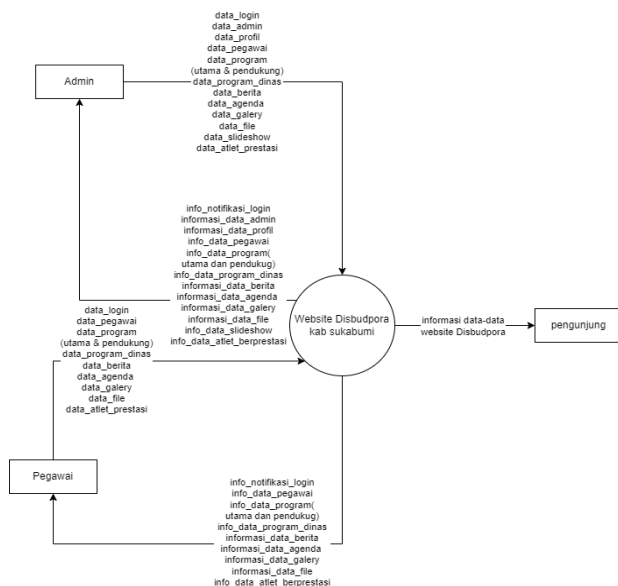 data_login
data_admin
data_profil
data_pegawai
data_program
(utama & pendukung)
data_program_dinas
data_berita
data_agenda
data_galery
data_file
data_slideshow
data_atlet_prestasi
Admin
info_notifikasi_login
informasi_data_admin
informasi_data_profil
info_data_pegawai
info_data_program(
utama dan pendukug)
info_data_program_dinas
informasi_data_berita
informasi_data_agenda
informasi_data_galery
informasi_data_file
info_data_slideshow
info_data_atlet_berprestasi
Website Disbudpora
kab sukabumi
informasi data-data
website Disbudpora
pengunjung
data_login
data_pegawai
data_program
(utama & pendukung)
data_program_dinas
data_berita
data_agenda
data_galery
data_file
data_atlet_prestasi
Pegawai
info_notifikasi_login
info_data_pegawai
info_data_program(
utama dan pendukug)
info_data_program_dinas
informasi_data_berita
informasi_data_agenda
informasi_data_galery
informasi_data_file
info_data_atlet_berprestasi